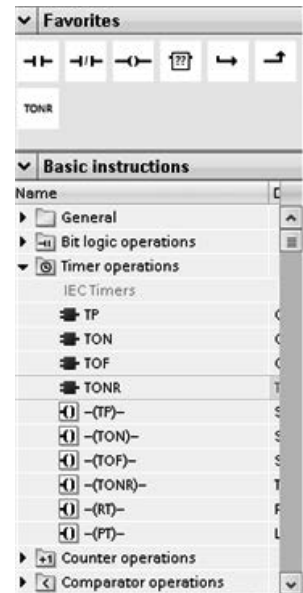 Favorites
??
TONR
Basic instructions
Name
General
Bit logic operations
Timer operations
IEC Timers
TP
TON
TOF
TONR
–(TP)–
–(TON)–
–(TOF)–
–(TONR)–
–(RT)–
–(PT)–
+1 Counter operations
Comparator operations